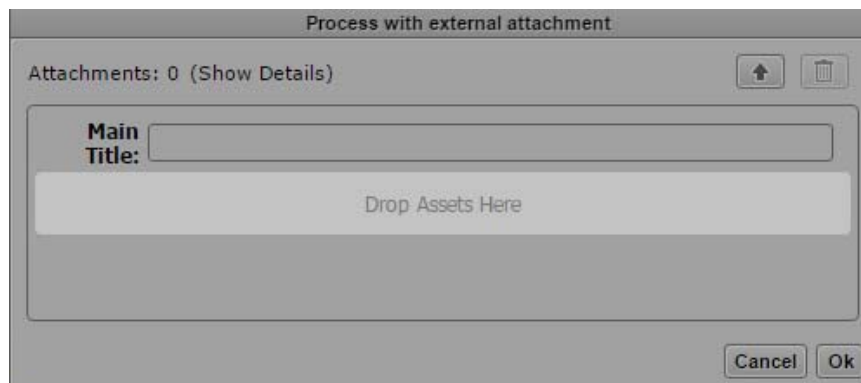 Process with external attachment
Attachments: 0 (Show Details)
Main
Title:
Drop Assets Here
Cancel Ok